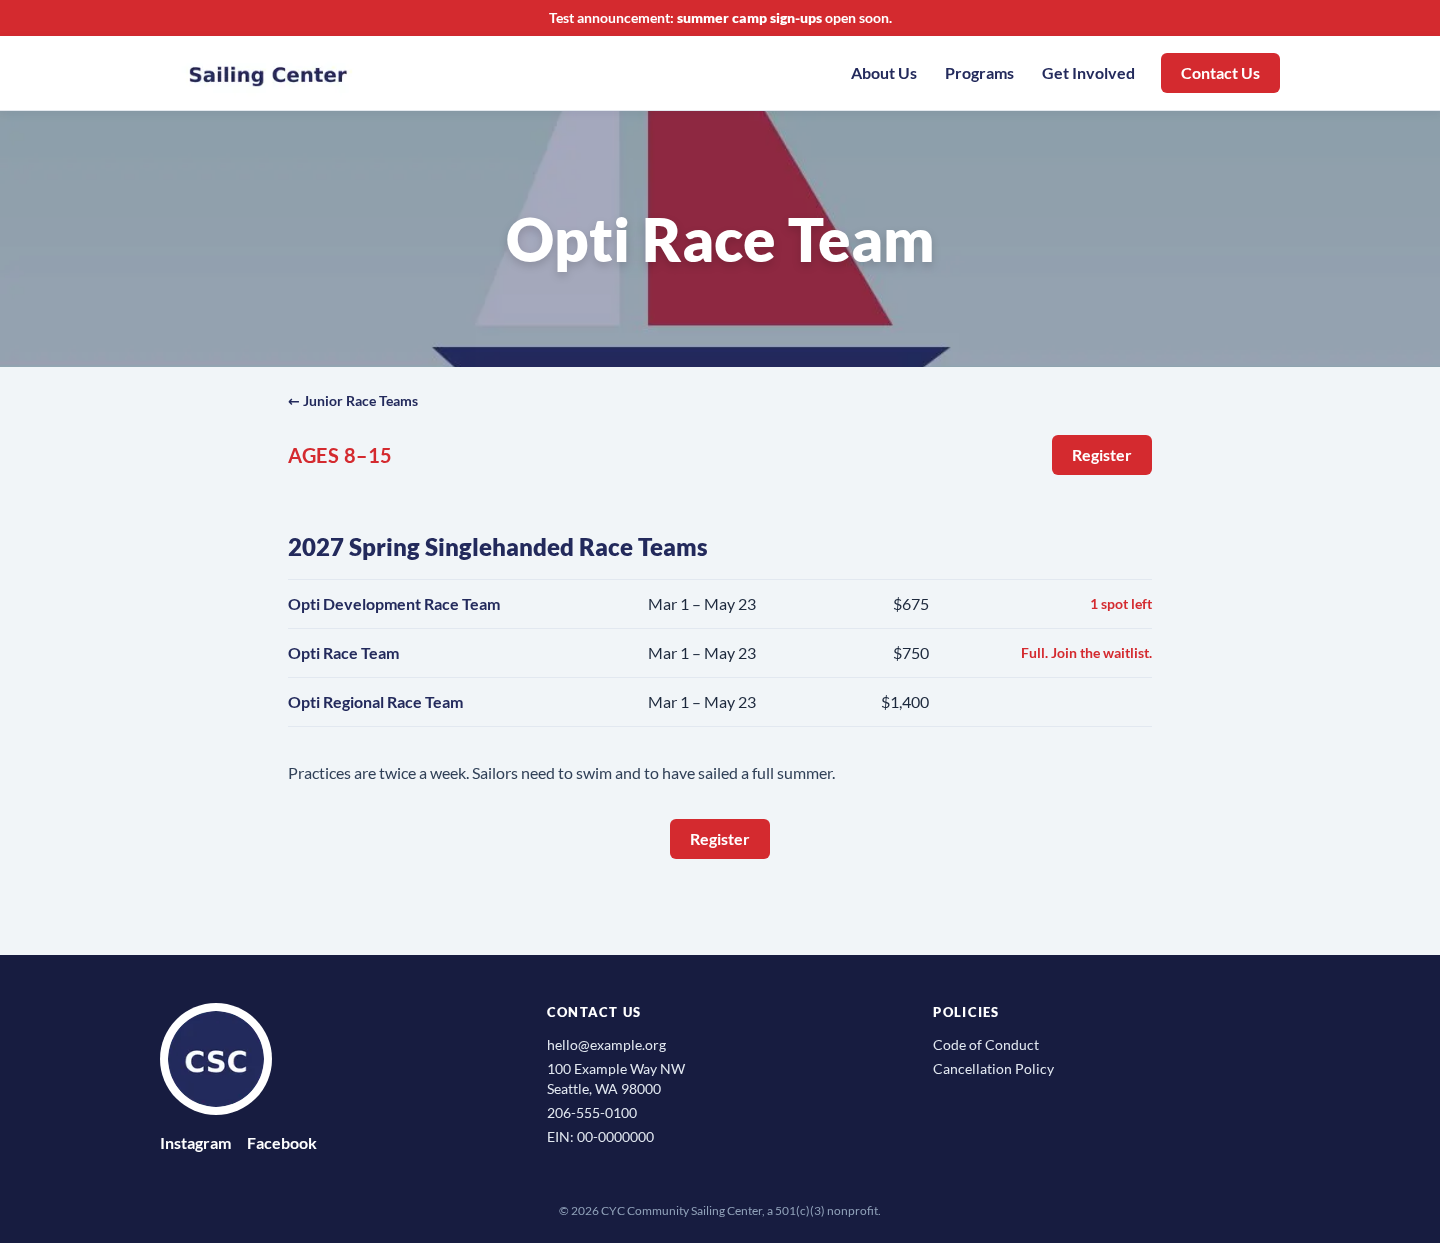 Test announcement: summer camp sign-ups open soon.
Sailing Center
About Us
Programs
Get Involved
Contact Us
Opti Race Team
← Junior Race Teams
AGES 8–15
Register
2027 Spring Singlehanded Race Teams
Opti Development Race Team Mar 1 – May 23 $675 1 spot left
Opti Race Team Mar 1 – May 23 $750 Full. Join the waitlist.
Opti Regional Race Team Mar 1 – May 23 $1,400
Practices are twice a week. Sailors need to swim and to have sailed a full summer.
Register
CSC
Instagram Facebook
CONTACT US
hello@example.org
100 Example Way NW
Seattle, WA 98000
206-555-0100
EIN: 00-0000000
POLICIES
Code of Conduct
Cancellation Policy
© 2026 CYC Community Sailing Center, a 501(c)(3) nonprofit.